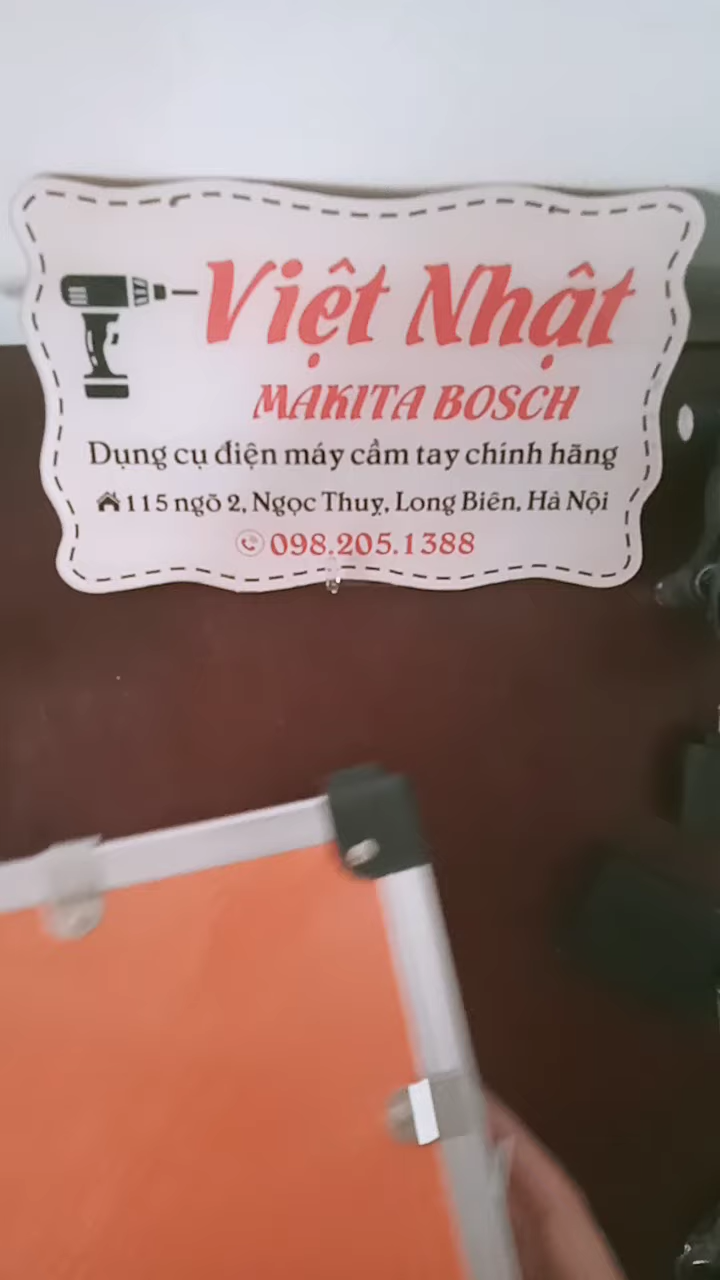 Việt Nhật
MAKITA BOSCH
Dụng cụ điện máy cầm tay chính hãng
115 ngõ 2, Ngọc Thuỵ, Long Biên, Hà Nội
098.205.1388